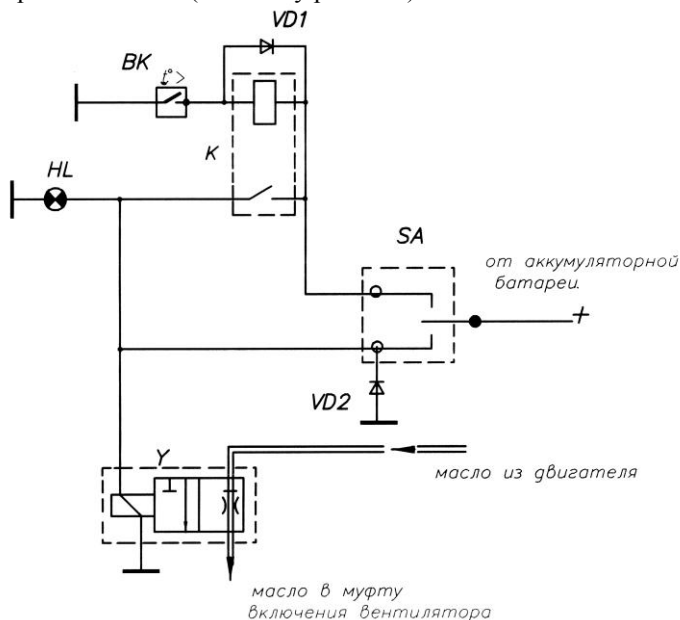 VD1
BK
t°>
K
HL
SA
от аккумуляторной
батареи.
+
VD2
Y
масло из двигателя
масло в муфту
включения вентилятора